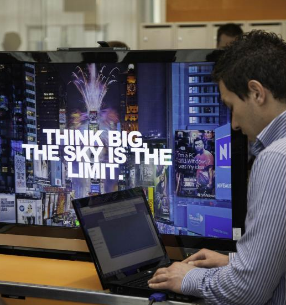 THINK BIG.
THE SKY IS THE
LIMIT.